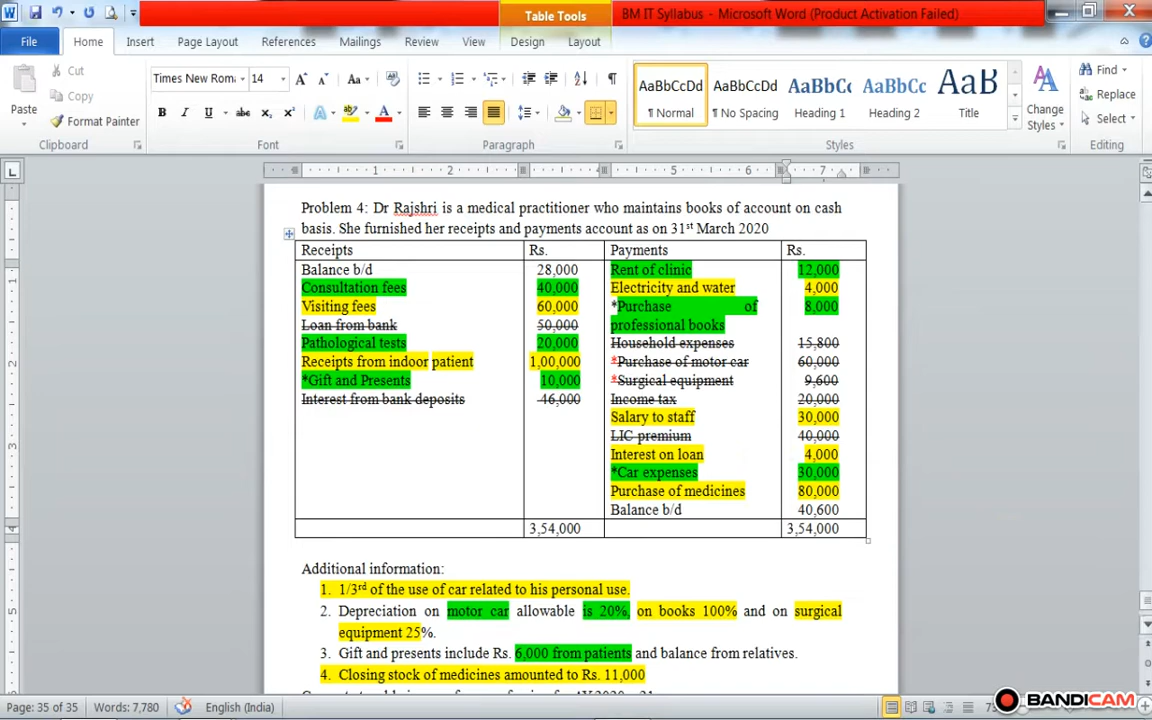 Table Tools
BM IT Syllabus - Microsoft Word (Product Activation Failed)
File Home Insert Page Layout References Mailings Review View Design Layout
Cut
Copy
Paste
Format Painter
Times New Rom 14
Clipboard Font Paragraph Styles Editing
AaBbCcDd AaBbCcDd AaBbCc AaBbCc AaB
¶ Normal ¶ No Spacing Heading 1 Heading 2 Title
Change Styles
Find
Replace
Select
Problem 4: Dr Rajshri is a medical practitioner who maintains books of account on cash
basis. She furnished her receipts and payments account as on 31st March 2020
Receipts Rs. Payments Rs.
Balance b/d 28,000 Rent of clinic 12,000
Consultation fees 40,000 Electricity and water 4,000
Visiting fees 60,000 *Purchase of 8,000
Loan from bank 50,000 professional books
Pathological tests 20,000 Household expenses 15,800
Receipts from indoor patient 1,00,000 *Purchase of motor car 60,000
*Gift and Presents 10,000 *Surgical equipment 9,600
Interest from bank deposits 46,000 Income tax 20,000
Salary to staff 30,000
LIC premium 40,000
Interest on loan 4,000
*Car expenses 30,000
Purchase of medicines 80,000
Balance b/d 40,600
3,54,000 3,54,000
Additional information:
1. 1/3rd of the use of car related to his personal use.
2. Depreciation on motor car allowable is 20%, on books 100% and on surgical
equipment 25%.
3. Gift and presents include Rs. 6,000 from patients and balance from relatives.
4. Closing stock of medicines amounted to Rs. 11,000
Page: 35 of 35 Words: 7,780 English (India)
BANDICAM